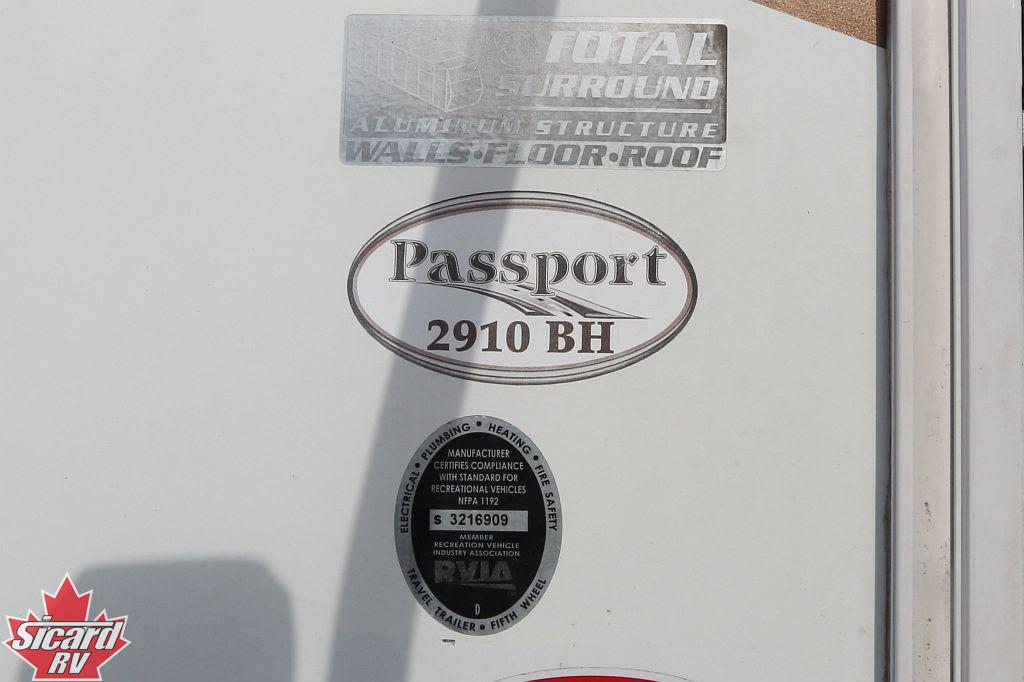 TOTAL
SURROUND
ALUMINUM STRUCTURE
WALLS•FLOOR•ROOF
Passport
2910 BH
ELECTRICAL • PLUMBING • HEATING • FIRE SAFETY
MANUFACTURER
CERTIFIES COMPLIANCE
WITH STANDARD FOR
RECREATIONAL VEHICLES
NFPA 1192
S 3216909
MEMBER
RECREATION VEHICLE
INDUSTRY ASSOCIATION
RVIA
TM
D
TRAVEL TRAILER • FIFTH WHEEL
Sicard
RV